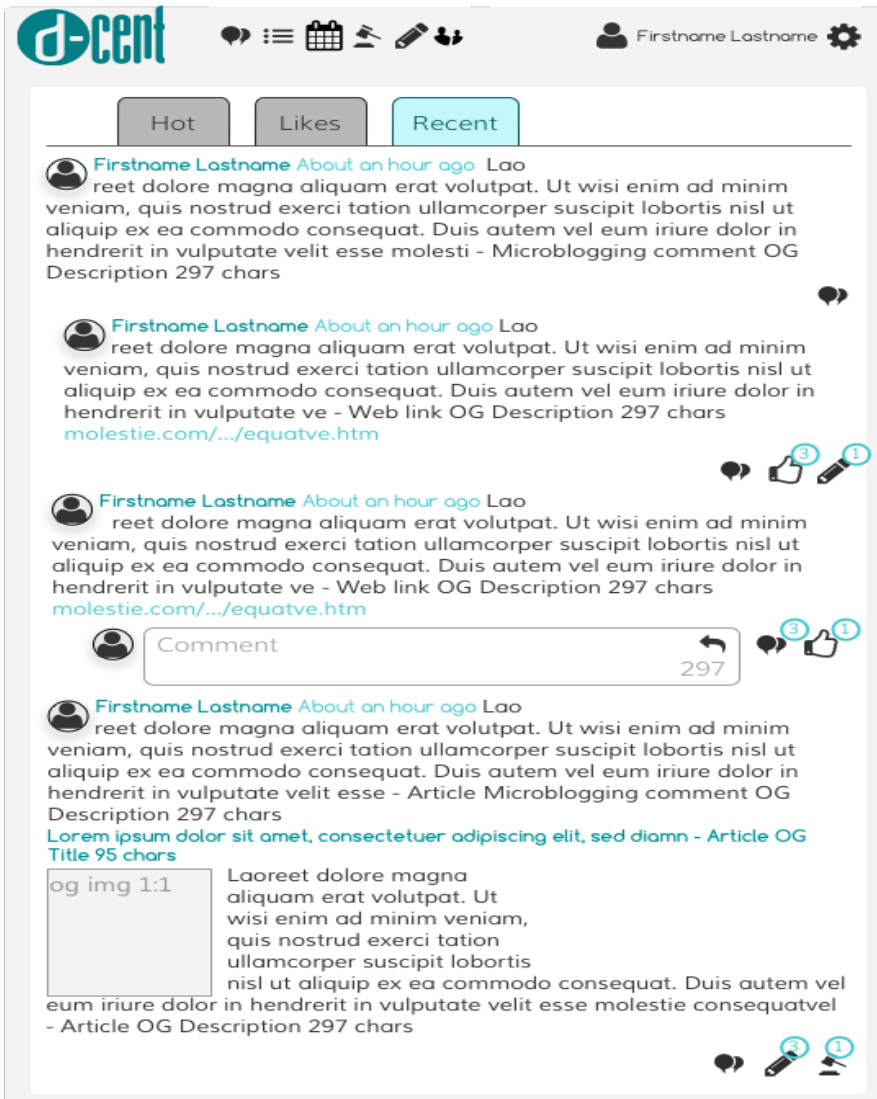 d-cent
Firstname Lastname
Hot Likes Recent
Firstname Lastname About an hour ago Lao
reet dolore magna aliquam erat volutpat. Ut wisi enim ad minim
veniam, quis nostrud exerci tation ullamcorper suscipit lobortis nisl ut
aliquip ex ea commodo consequat. Duis autem vel eum iriure dolor in
hendrerit in vulputate velit esse molesti - Microblogging comment OG
Description 297 chars
Firstname Lastname About an hour ago Lao
reet dolore magna aliquam erat volutpat. Ut wisi enim ad minim
veniam, quis nostrud exerci tation ullamcorper suscipit lobortis nisl ut
aliquip ex ea commodo consequat. Duis autem vel eum iriure dolor in
hendrerit in vulputate ve - Web link OG Description 297 chars
molestie.com/.../equatve.htm
3 1
Firstname Lastname About an hour ago Lao
reet dolore magna aliquam erat volutpat. Ut wisi enim ad minim
veniam, quis nostrud exerci tation ullamcorper suscipit lobortis nisl ut
aliquip ex ea commodo consequat. Duis autem vel eum iriure dolor in
hendrerit in vulputate ve - Web link OG Description 297 chars
molestie.com/.../equatve.htm
3 1
Comment
297
Firstname Lastname About an hour ago Lao
reet dolore magna aliquam erat volutpat. Ut wisi enim ad minim
veniam, quis nostrud exerci tation ullamcorper suscipit lobortis nisl ut
aliquip ex ea commodo consequat. Duis autem vel eum iriure dolor in
hendrerit in vulputate velit esse - Article Microblogging comment OG
Description 297 chars
Lorem ipsum dolor sit amet, consectetuer adipiscing elit, sed diamn - Article OG
Title 95 chars
og img 1:1
Laoreet dolore magna
aliquam erat volutpat. Ut
wisi enim ad minim veniam,
quis nostrud exerci tation
ullamcorper suscipit lobortis
nisl ut aliquip ex ea commodo consequat. Duis autem vel
eum iriure dolor in hendrerit in vulputate velit esse molestie consequatvel
- Article OG Description 297 chars
3 1